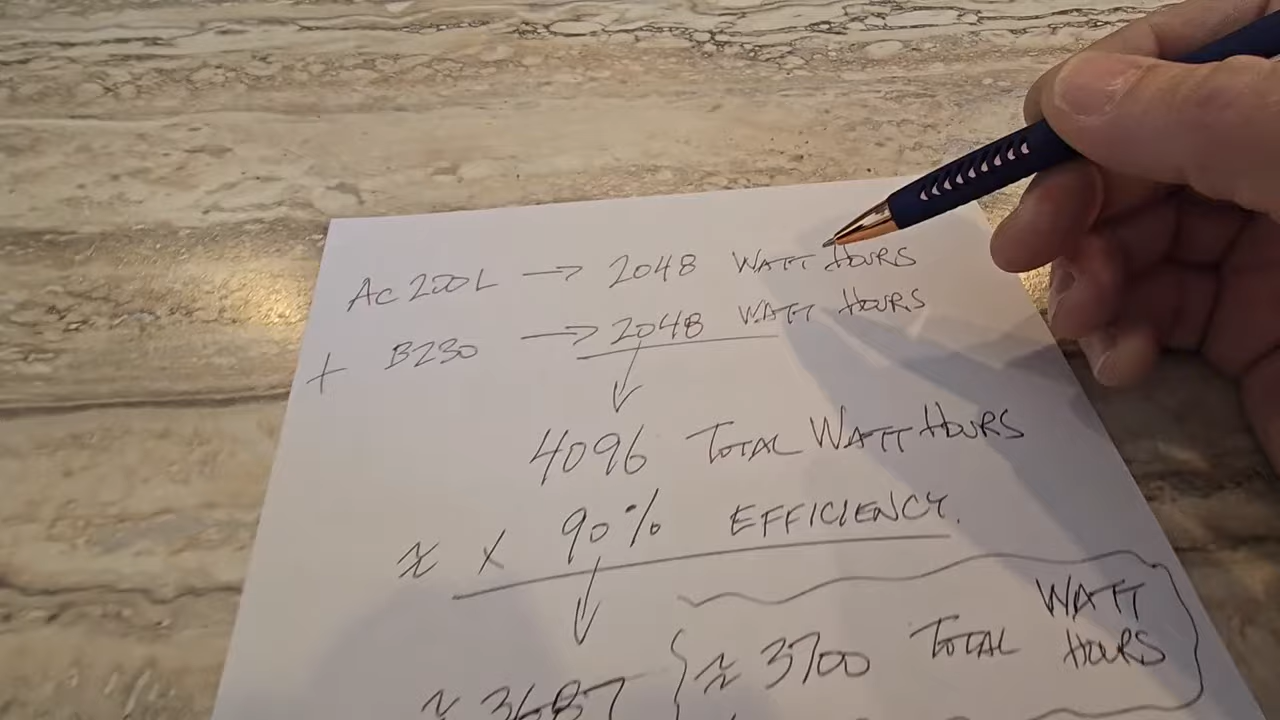 AC200L → 2048 WATT HOURS
+ B230 → 2048 WATT HOURS
4096 TOTAL WATT HOURS
≈ x 90% EFFICIENCY.
≈ 3687
≈ 3700 TOTAL WATT HOURS